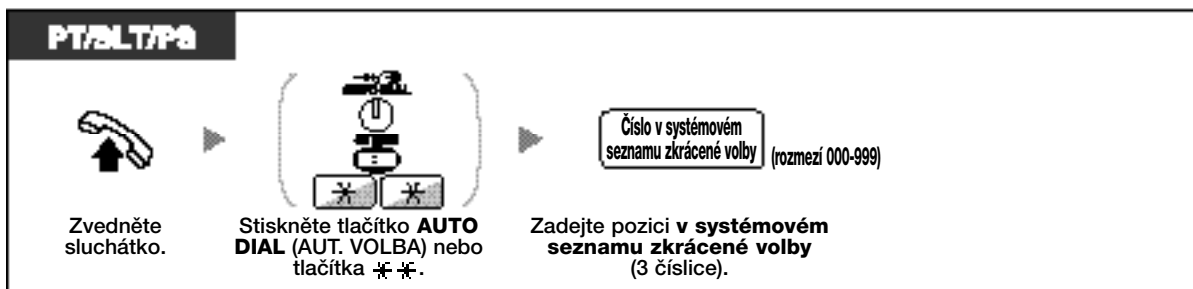 PT/SLT/PS
Číslo v systémovém
seznamu zkrácené volby
(rozmezí 000-999)
Zvedněte
sluchátko.
Stiskněte tlačítko AUTO
DIAL (AUT. VOLBA) nebo
tlačítka ✳ ✳.
Zadejte pozici v systémovém
seznamu zkrácené volby
(3 číslice).